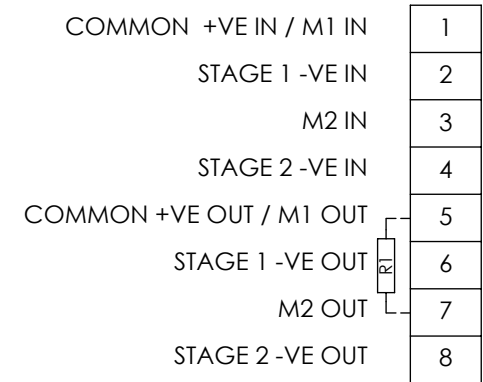 COMMON +VE IN / M1 IN 1
STAGE 1 -VE IN 2
M2 IN 3
STAGE 2 -VE IN 4
COMMON +VE OUT / M1 OUT 5
STAGE 1 -VE OUT R1 6
M2 OUT 7
STAGE 2 -VE OUT 8